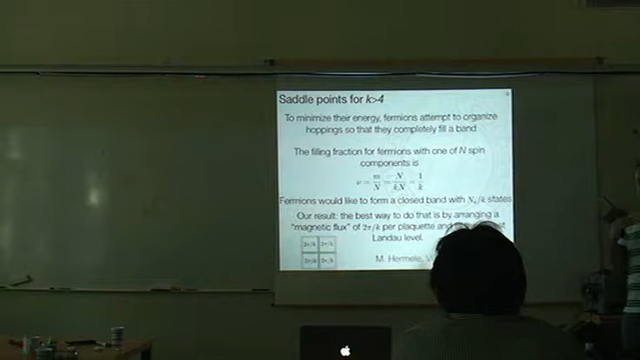 Saddle points for k>4
To minimize their energy, fermions attempt to organize
hoppings so that they completely fill a band
The filling fraction for fermions with one of N spin
components is
ν = m/N = N/kN = 1/k
Fermions would like to form a closed band with Nₛ/k states
Our result: the best way to do that is by arranging a
"magnetic flux" of 2π/k per plaquette and
Landau level.
2π/k 2π/k
2π/k 2π/k
M. Hermele,